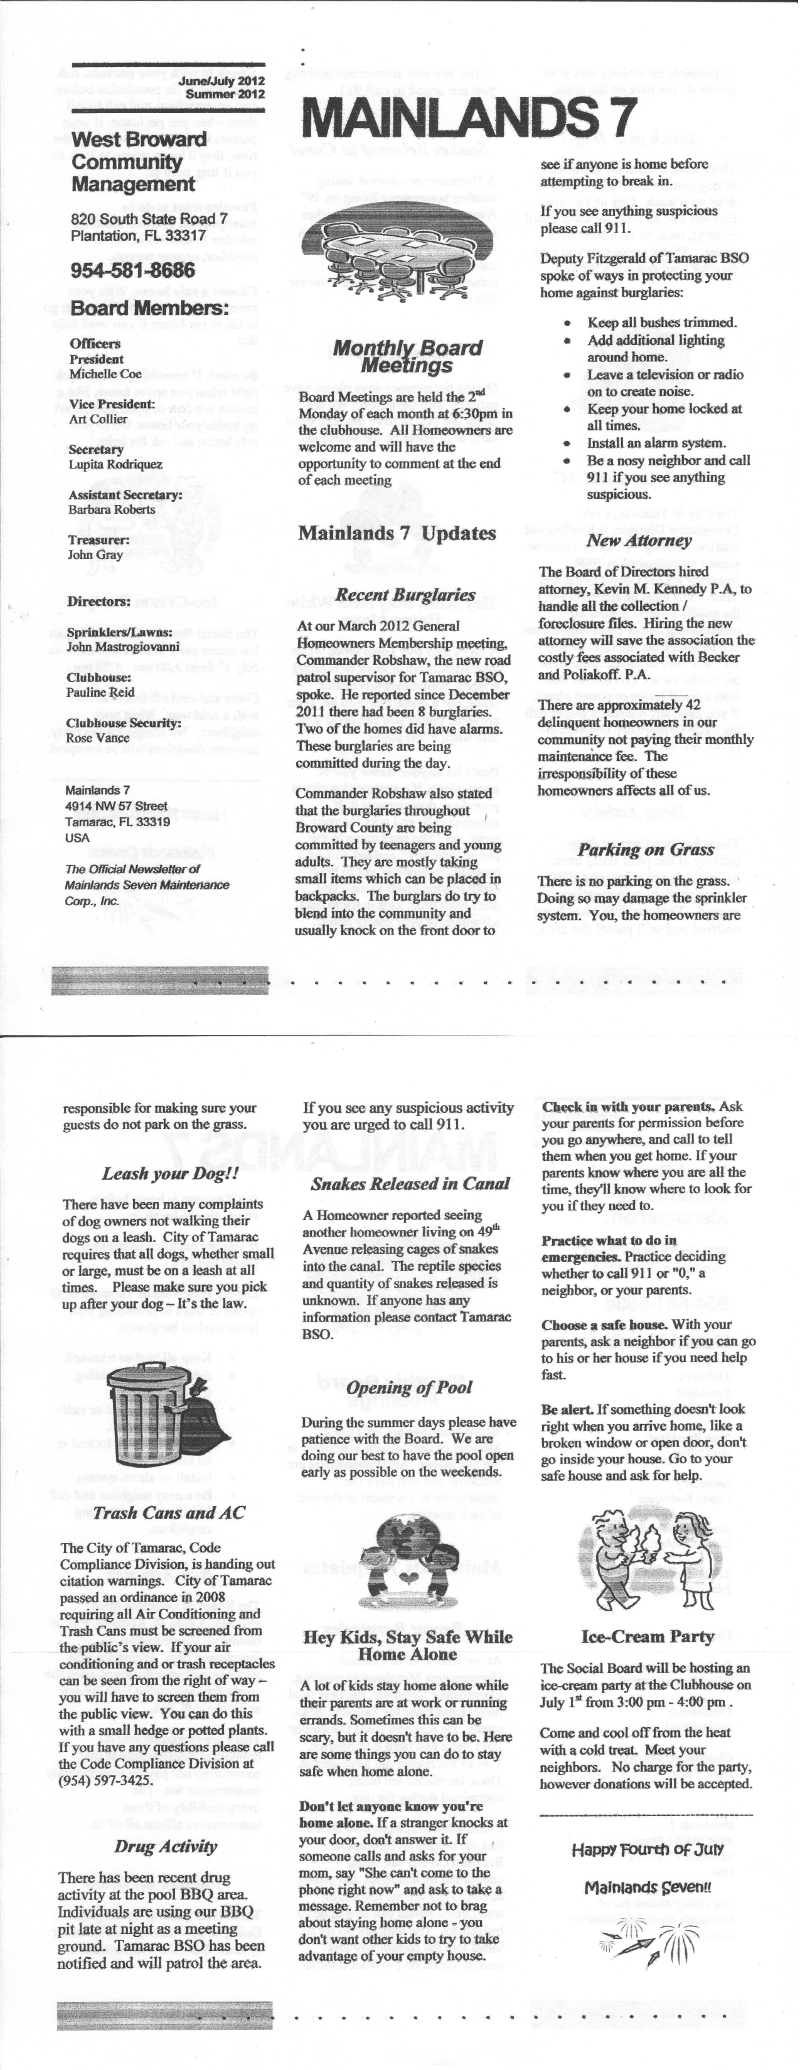 June/July 2012
Summer 2012
MAINLANDS 7
West Broward
Community
Management
820 South State Road 7
Plantation, FL 33317
954-581-8686
Board Members:
Officers
President
Michelle Coe
Vice President:
Art Collier
Secretary
Lupita Rodriquez
Assistant Secretary:
Barbara Roberts
Treasurer:
John Gray
Directors:
Sprinklers/Lawns:
John Mastrogiovanni
Clubhouse:
Pauline Reid
Clubhouse Security:
Rose Vance
Mainlands 7
4914 NW 57 Street
Tamarac, FL 33319
USA
The Official Newsletter of
Mainlands Seven Maintenance
Corp., Inc.
Monthly Board
Meetings
Board Meetings are held the 2nd
Monday of each month at 6:30pm in
the clubhouse. All Homeowners are
welcome and will have the
opportunity to comment at the end
of each meeting
Mainlands 7 Updates
Recent Burglaries
At our March 2012 General
Homeowners Membership meeting,
Commander Robshaw, the new road
patrol supervisor for Tamarac BSO,
spoke. He reported since December
2011 there had been 8 burglaries.
Two of the homes did have alarms.
These burglaries are being
committed during the day.
Commander Robshaw also stated
that the burglaries throughout
Broward County are being
committed by teenagers and young
adults. They are mostly taking
small items which can be placed in
backpacks. The burglars do try to
blend into the community and
usually knock on the front door to
see if anyone is home before
attempting to break in.
If you see anything suspicious
please call 911.
Deputy Fitzgerald of Tamarac BSO
spoke of ways in protecting your
home against burglaries:
• Keep all bushes trimmed.
• Add additional lighting
around home.
• Leave a television or radio
on to create noise.
• Keep your home locked at
all times.
• Install an alarm system.
• Be a nosy neighbor and call
911 if you see anything
suspicious.
New Attorney
The Board of Directors hired
attorney, Kevin M. Kennedy P.A, to
handle all the collection /
foreclosure files. Hiring the new
attorney will save the association the
costly fees associated with Becker
and Poliakoff. P.A.
There are approximately 42
delinquent homeowners in our
community not paying their monthly
maintenance fee. The
irresponsibility of these
homeowners affects all of us.
Parking on Grass
There is no parking on the grass.
Doing so may damage the sprinkler
system. You, the homeowners are
responsible for making sure your
guests do not park on the grass.
Leash your Dog!!
There have been many complaints
of dog owners not walking their
dogs on a leash. City of Tamarac
requires that all dogs, whether small
or large, must be on a leash at all
times. Please make sure you pick
up after your dog – It's the law.
Trash Cans and AC
The City of Tamarac, Code
Compliance Division, is handing out
citation warnings. City of Tamarac
passed an ordinance in 2008
requiring all Air Conditioning and
Trash Cans must be screened from
the public's view. If your air
conditioning and or trash receptacles
can be seen from the right of way –
you will have to screen them from
the public view. You can do this
with a small hedge or potted plants.
If you have any questions please call
the Code Compliance Division at
(954) 597-3425.
Drug Activity
There has been recent drug
activity at the pool BBQ area.
Individuals are using our BBQ
pit late at night as a meeting
ground. Tamarac BSO has been
notified and will patrol the area.
If you see any suspicious activity
you are urged to call 911.
Snakes Released in Canal
A Homeowner reported seeing
another homeowner living on 49th
Avenue releasing cages of snakes
into the canal. The reptile species
and quantity of snakes released is
unknown. If anyone has any
information please contact Tamarac
BSO.
Opening of Pool
During the summer days please have
patience with the Board. We are
doing our best to have the pool open
early as possible on the weekends.
Hey Kids, Stay Safe While
Home Alone
A lot of kids stay home alone while
their parents are at work or running
errands. Sometimes this can be
scary, but it doesn't have to be. Here
are some things you can do to stay
safe when home alone.
Don't let anyone know you're
home alone. If a stranger knocks at
your door, don't answer it. If
someone calls and asks for your
mom, say "She can't come to the
phone right now" and ask to take a
message. Remember not to brag
about staying home alone - you
don't want other kids to try to take
advantage of your empty house.
Check in with your parents. Ask
your parents for permission before
you go anywhere, and call to tell
them when you get home. If your
parents know where you are all the
time, they'll know where to look for
you if they need to.
Practice what to do in
emergencies. Practice deciding
whether to call 911 or "0," a
neighbor, or your parents.
Choose a safe house. With your
parents, ask a neighbor if you can go
to his or her house if you need help
fast.
Be alert. If something doesn't look
right when you arrive home, like a
broken window or open door, don't
go inside your house. Go to your
safe house and ask for help.
Ice-Cream Party
The Social Board will be hosting an
ice-cream party at the Clubhouse on
July 1st from 3:00 pm - 4:00 pm .
Come and cool off from the heat
with a cold treat. Meet your
neighbors. No charge for the party,
however donations will be accepted.
Happy Fourth of July
Mainlands Seven!!